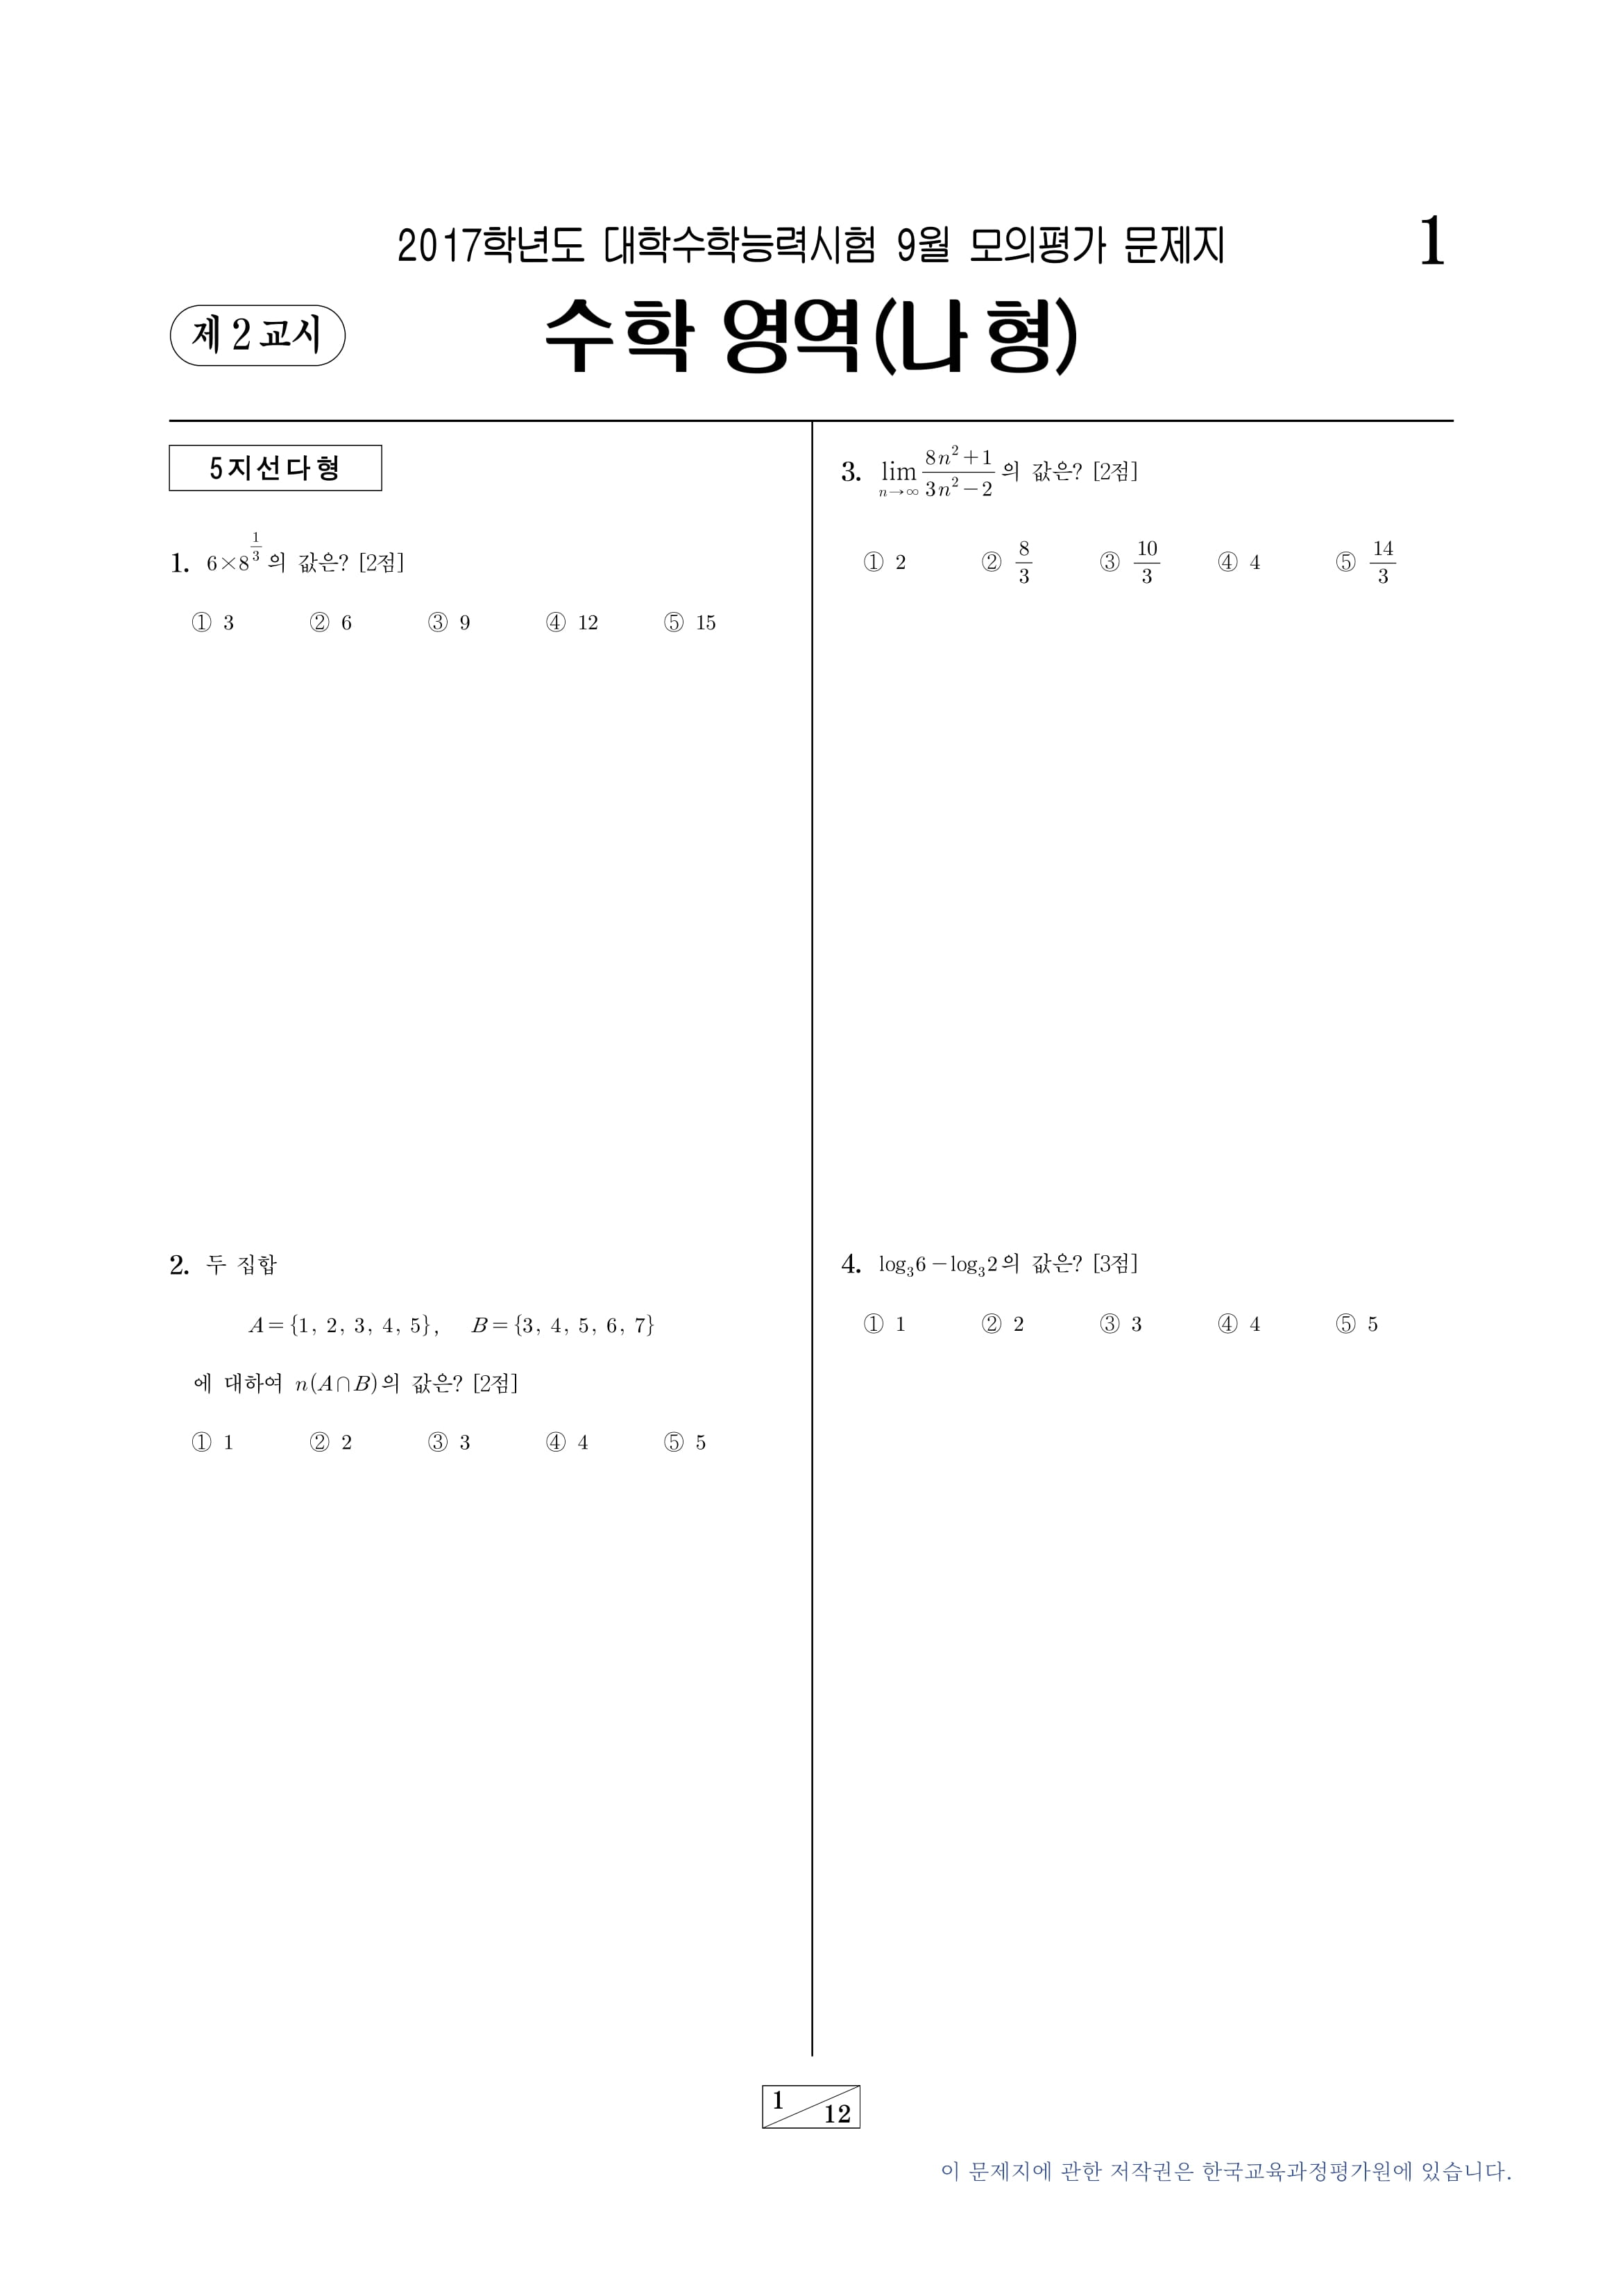 2017학년도 대학수학능력시험 9월 모의평가 문제지
1
제 2 교시
수학 영역(나형)
5지선다형
1. 6×8^{\frac{1}{3}}의 값은? [2점]
① 3 ② 6 ③ 9 ④ 12 ⑤ 15
2. 두 집합
A={1, 2, 3, 4, 5}, B={3, 4, 5, 6, 7}
에 대하여 n(A∩B)의 값은? [2점]
① 1 ② 2 ③ 3 ④ 4 ⑤ 5
3. \lim_{n→∞} \frac{8n^2+1}{3n^2-2}의 값은? [2점]
① 2 ② \frac{8}{3} ③ \frac{10}{3} ④ 4 ⑤ \frac{14}{3}
4. log_3 6 − log_3 2의 값은? [3점]
① 1 ② 2 ③ 3 ④ 4 ⑤ 5
1
12
이 문제지에 관한 저작권은 한국교육과정평가원에 있습니다.